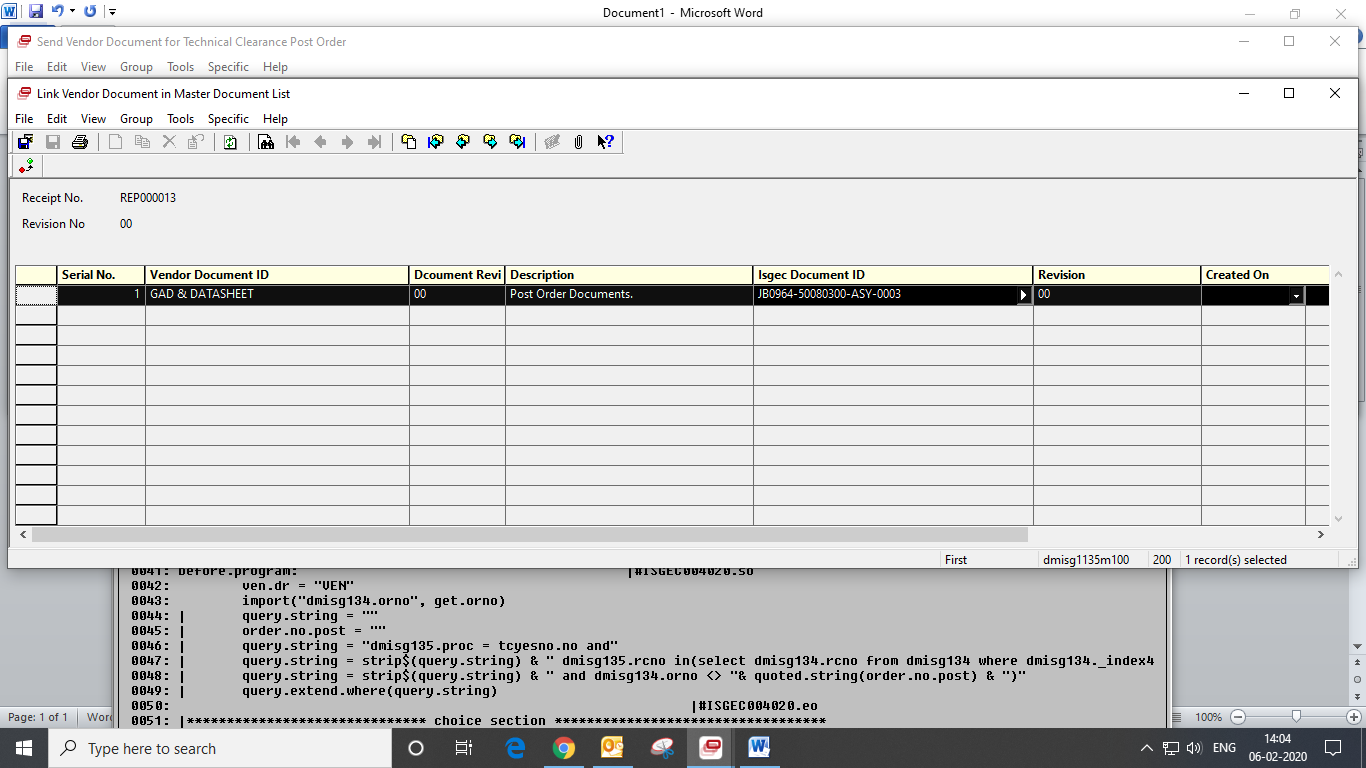 Document1 - Microsoft Word
Send Vendor Document for Technical Clearance Post Order
File Edit View Group Tools Specific Help
Link Vendor Document in Master Document List
File Edit View Group Tools Specific Help
Receipt No. REP000013
Revision No 00
Serial No. Vendor Document ID Dcoument Revi Description Isgec Document ID Revision Created On
1 GAD & DATASHEET 00 Post Order Documents. JB0964-50080300-ASY-0003 00
First dmisg1135m100 200 1 record(s) selected
0041: before.program: |#ISGEC004020.so
0042: ven.dr = "VEN"
0043: import("dmisg134.orno", get.orno)
0044: | query.string = ""
0045: | order.no.post = ""
0046: | query.string = "dmisg135.proc = tcyesno.no and"
0047: | query.string = strip$(query.string) & " dmisg135.rcno in(select dmisg134.rcno from dmisg134 where dmisg134._index4
0048: | query.string = strip$(query.string) & " and dmisg134.orno <> "& quoted.string(order.no.post) & ")"
0049: | query.extend.where(query.string)
0050: |#ISGEC004020.eo
0051: |****************************** choice section **********************************
Page: 1 of 1 Word
100%
Type here to search
ENG
14:04
06-02-2020